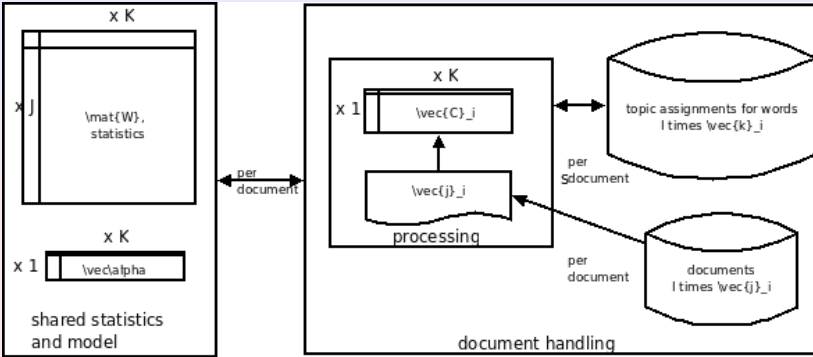 x K
x J
\mat{W},
statistics
x K
x 1
\vec\alpha
shared statistics
and model
per
document
x K
x 1
\vec{C}_i
\vec{j}_i
processing
topic assignments for words
I times \vec{k}_i
per
sdocument
per
document
documents
I times \vec{j}_i
document handling